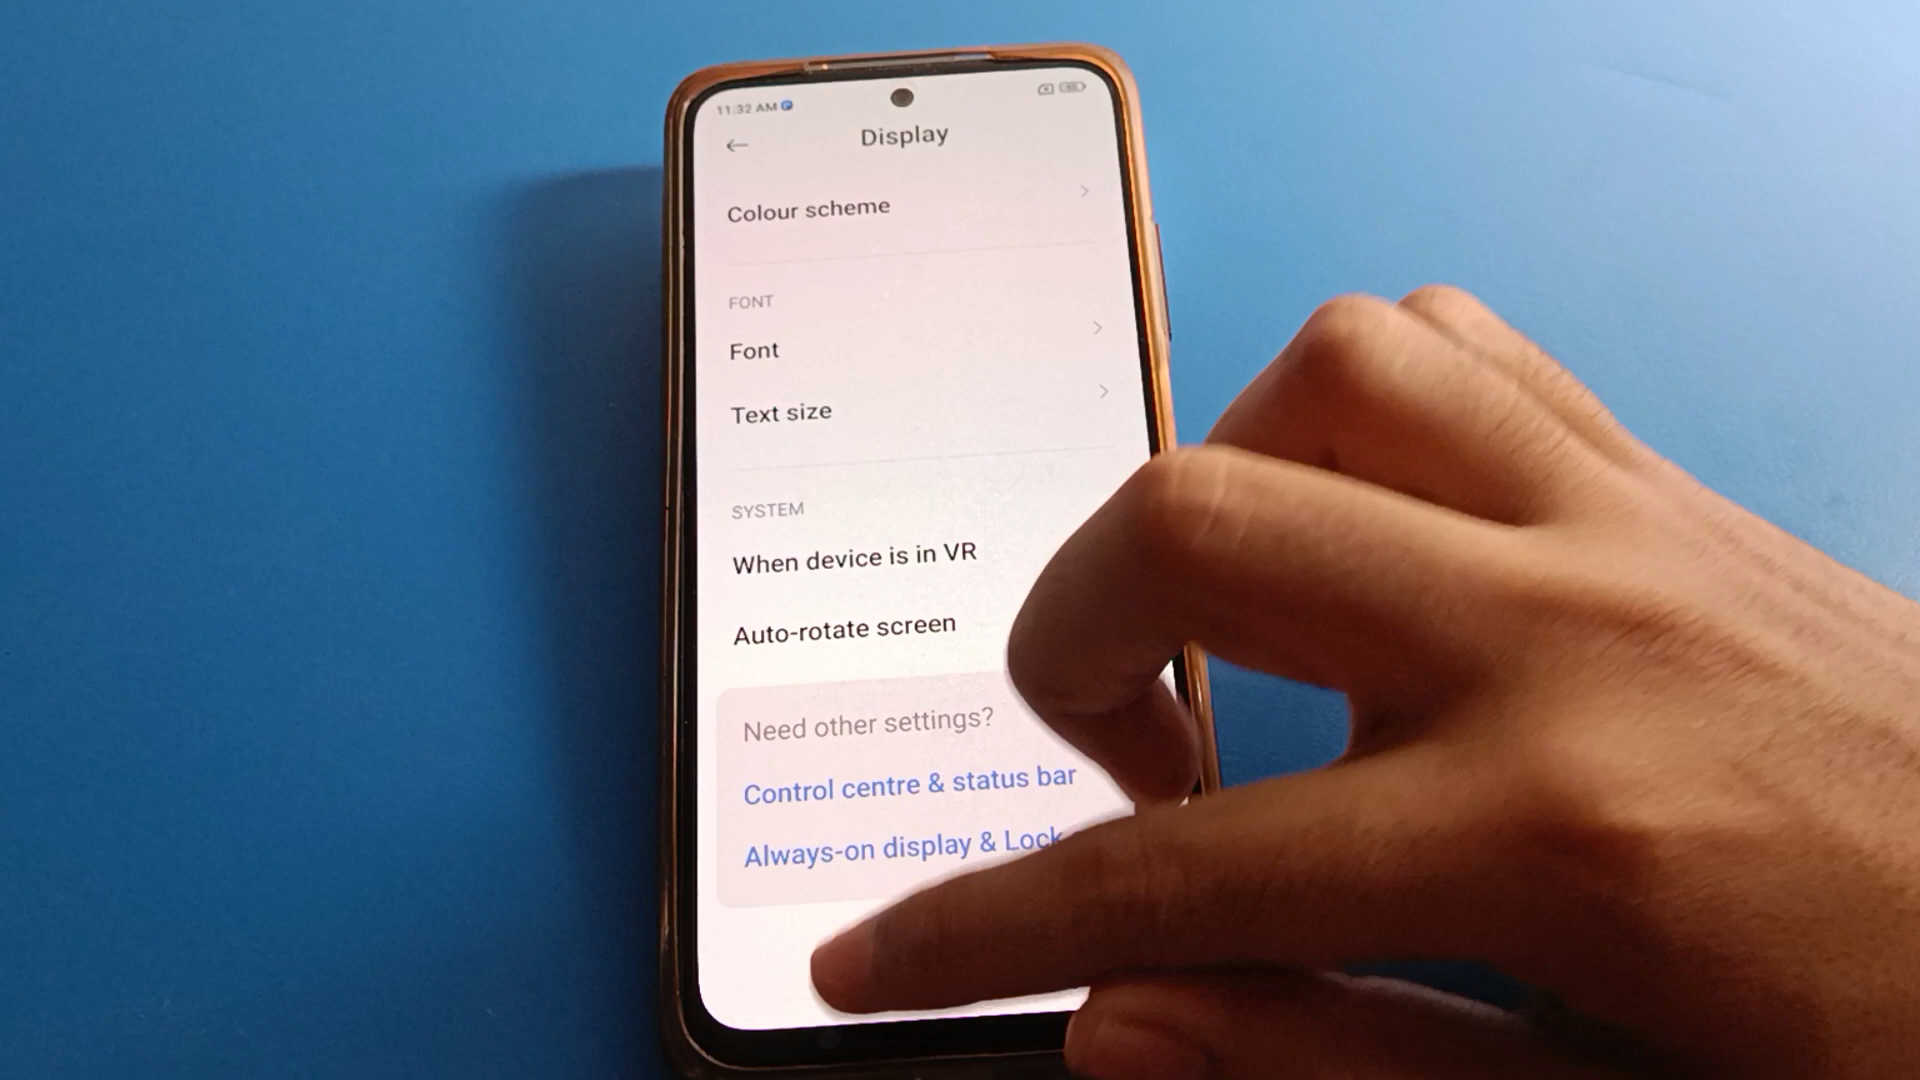 11:32 AM
Display
Colour scheme
FONT
Font
Text size
SYSTEM
When device is in VR
Auto-rotate screen
Need other settings?
Control centre & status bar
Always-on display & Lock